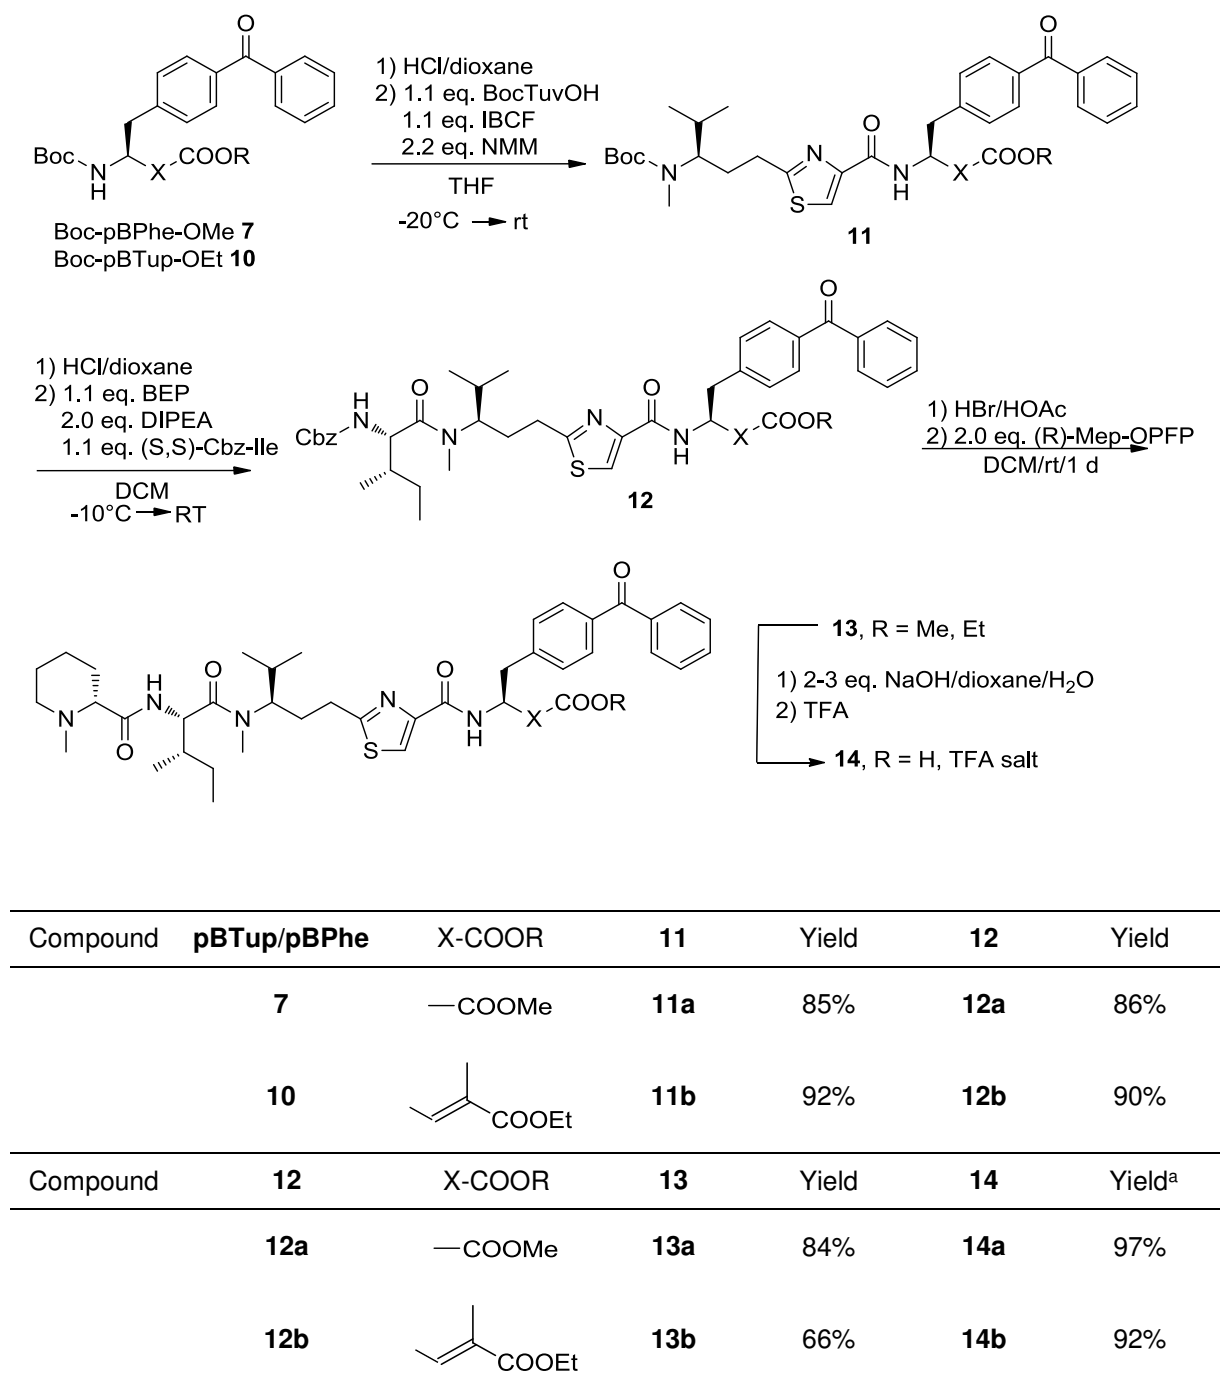 O
O
1) HCl/dioxane
2) 1.1 eq. BocTuvOH
1.1 eq. IBCF
2.2 eq. NMM
THF
-20°C → rt
Boc N H X COOR
Boc-pBPhe-OMe 7
Boc-pBTup-OEt 10
Boc N N S O N H X COOR
11
1) HCl/dioxane
2) 1.1 eq. BEP
2.0 eq. DIPEA
1.1 eq. (S,S)-Cbz-Ile
DCM
-10°C → RT
O
Cbz H N O N N S O N H X COOR
12
1) HBr/HOAc
2) 2.0 eq. (R)-Mep-OPFP
DCM/rt/1 d
O
N O H N O N N S O N H X COOR
13, R = Me, Et
1) 2-3 eq. NaOH/dioxane/H₂O
2) TFA
14, R = H, TFA salt
Compound pBTup/pBPhe X-COOR 11 Yield 12 Yield
7 —COOMe 11a 85% 12a 86%
10 COOEt 11b 92% 12b 90%
Compound 12 X-COOR 13 Yield 14 Yieldᵃ
12a —COOMe 13a 84% 14a 97%
12b COOEt 13b 66% 14b 92%